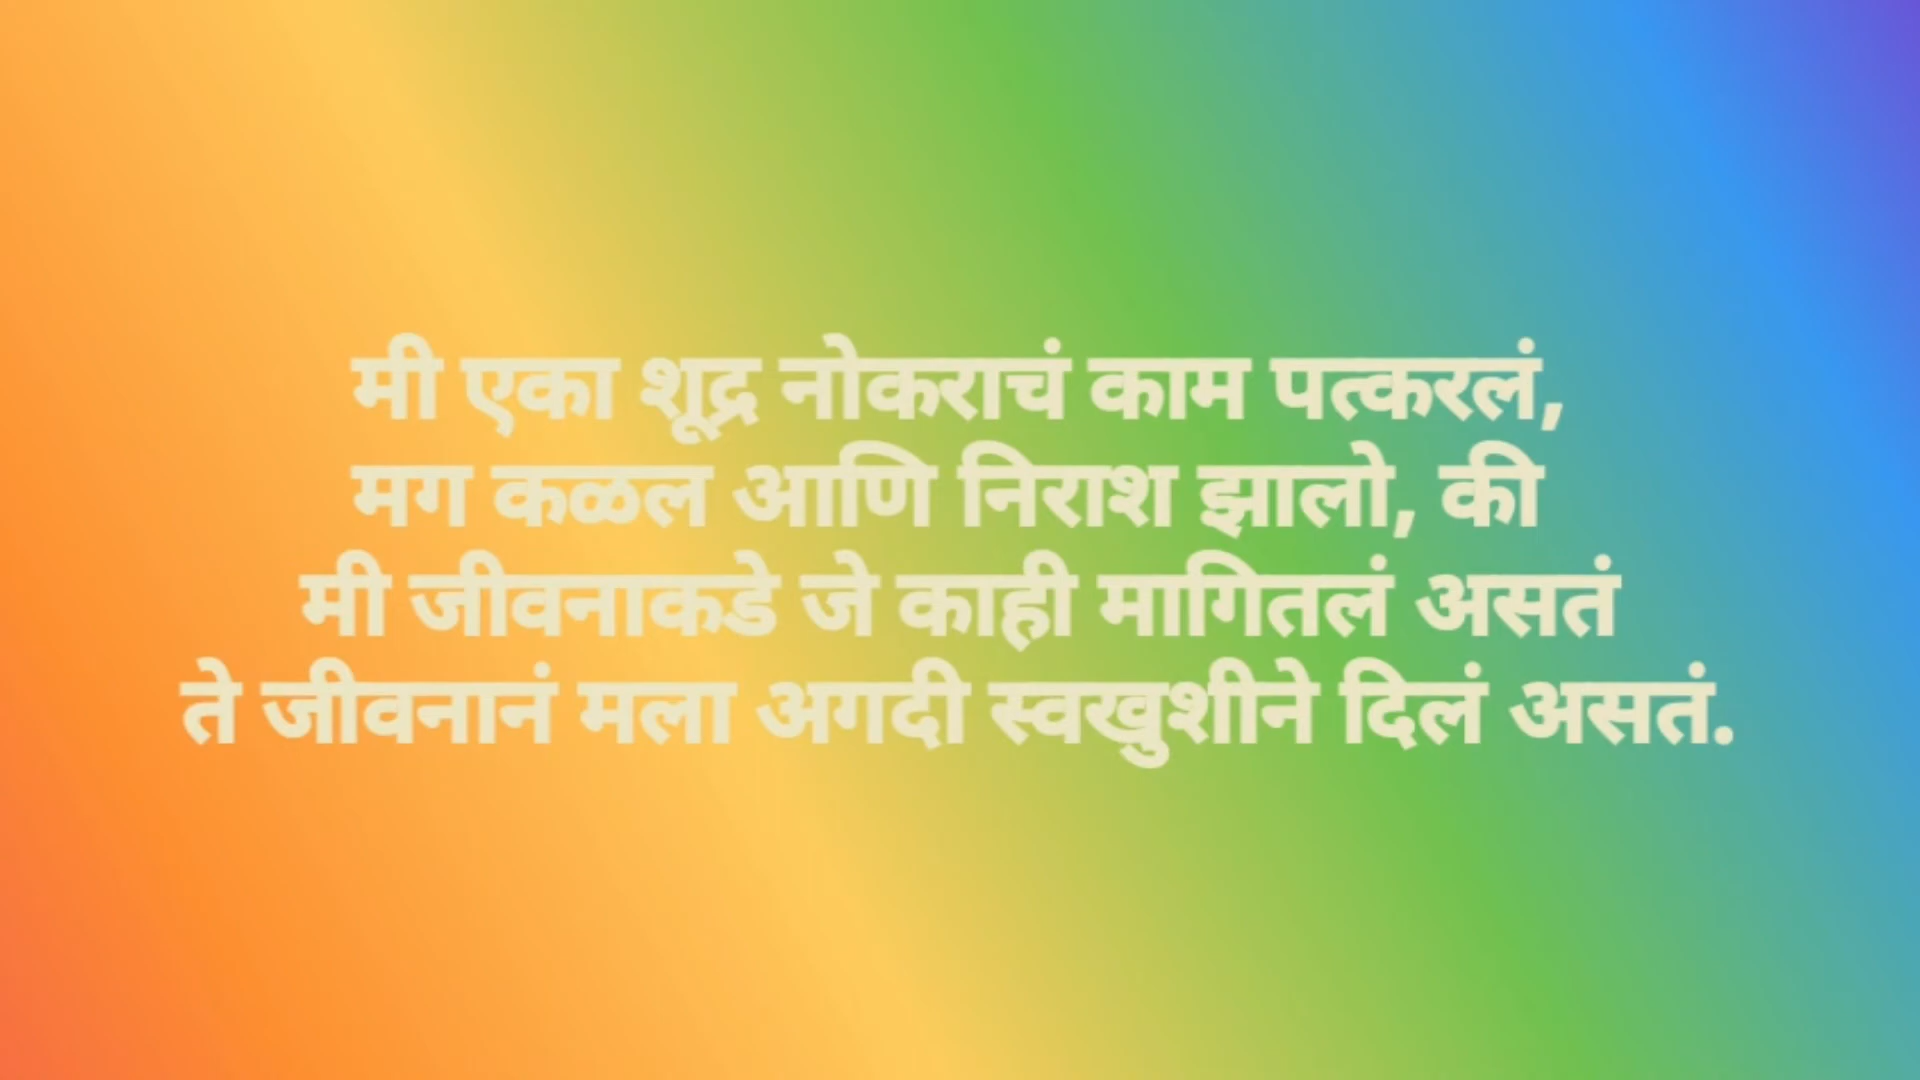 मी एका शूद्र नोकराचं काम पत्करलं,
मग कळल आणि निराश झालो, की
मी जीवनाकडे जे काही मागितलं असतं
ते जीवनानं मला अगदी स्वखुशीने दिलं असतं.